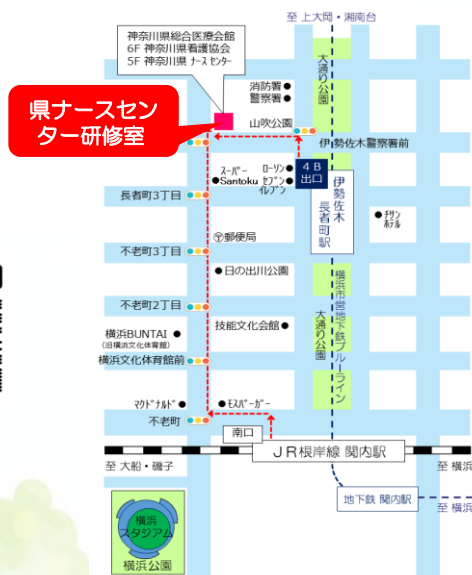 至 上大岡・湘南台
神奈川県総合医療会館
6F 神奈川県看護協会
5F 神奈川県 ナースセンター
大通り公園
消防署●
警察署●
県ナースセン
ター研修室
山吹公園
伊勢佐木警察署前
スーパー
●Santoku
ローソン●
セブン●
イレブン
4B
出口
伊勢佐木
長者町駅
長者町3丁目
●チサン
ホテル
〒郵便局
不老町3丁目
●日の出川公園
横浜市営地下鉄ブルーライン
大通り公園
不老町2丁目
技能文化会館●
横浜BUNTAI ●
(旧横浜文化体育館)
横浜文化体育館前
マクドナルド●
●モスバーガー
不老町
南口
JR根岸線 関内駅
至 大船・磯子
至 横浜
地下鉄 関内駅
至 横浜
横浜
スタジアム
横浜公園